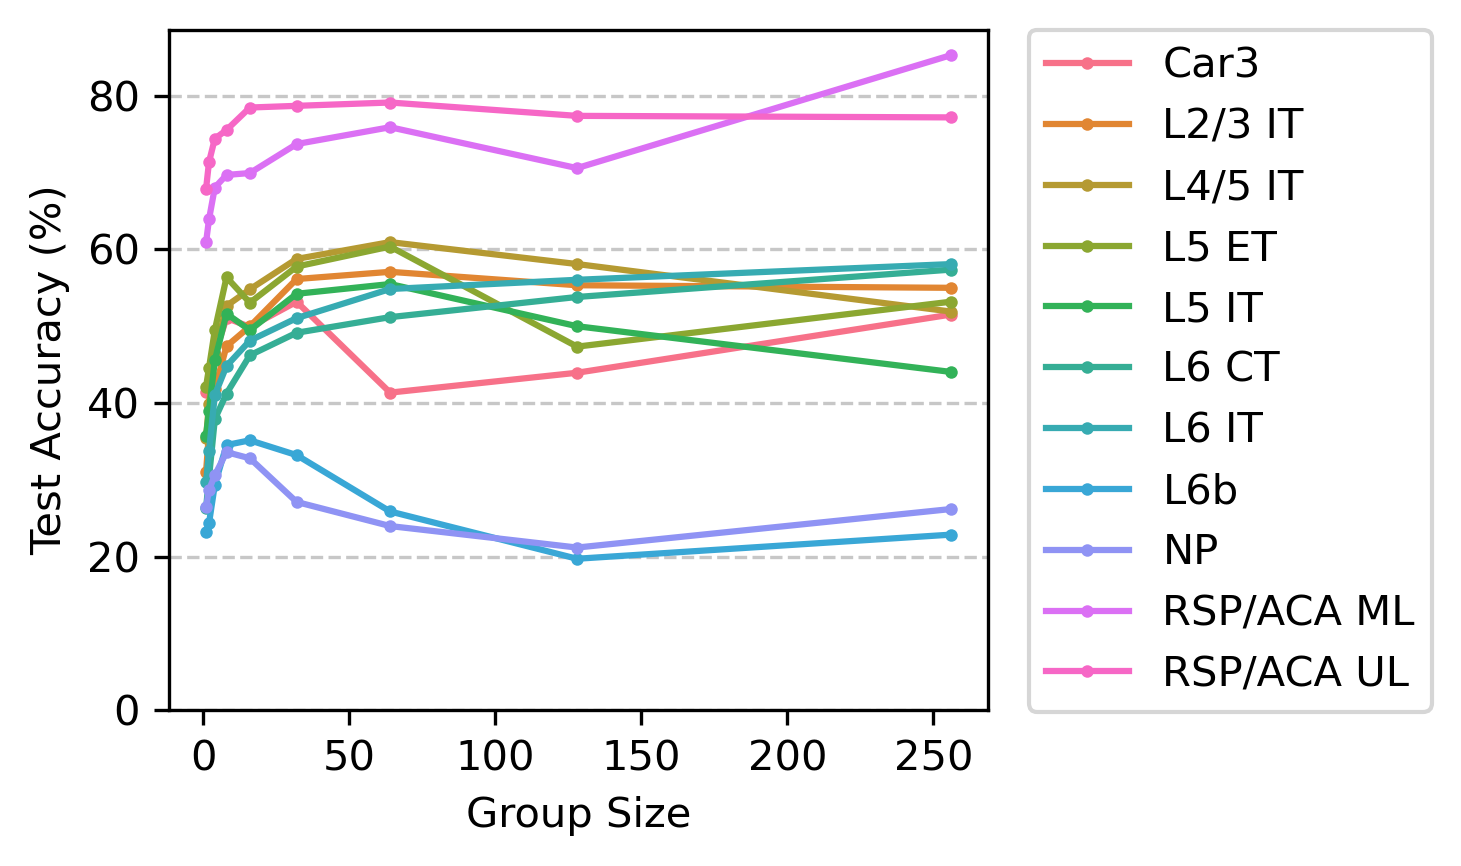 80
60
40
20
0
Test Accuracy (%)
0 50 100 150 200 250
Group Size
Car3
L2/3 IT
L4/5 IT
L5 ET
L5 IT
L6 CT
L6 IT
L6b
NP
RSP/ACA ML
RSP/ACA UL